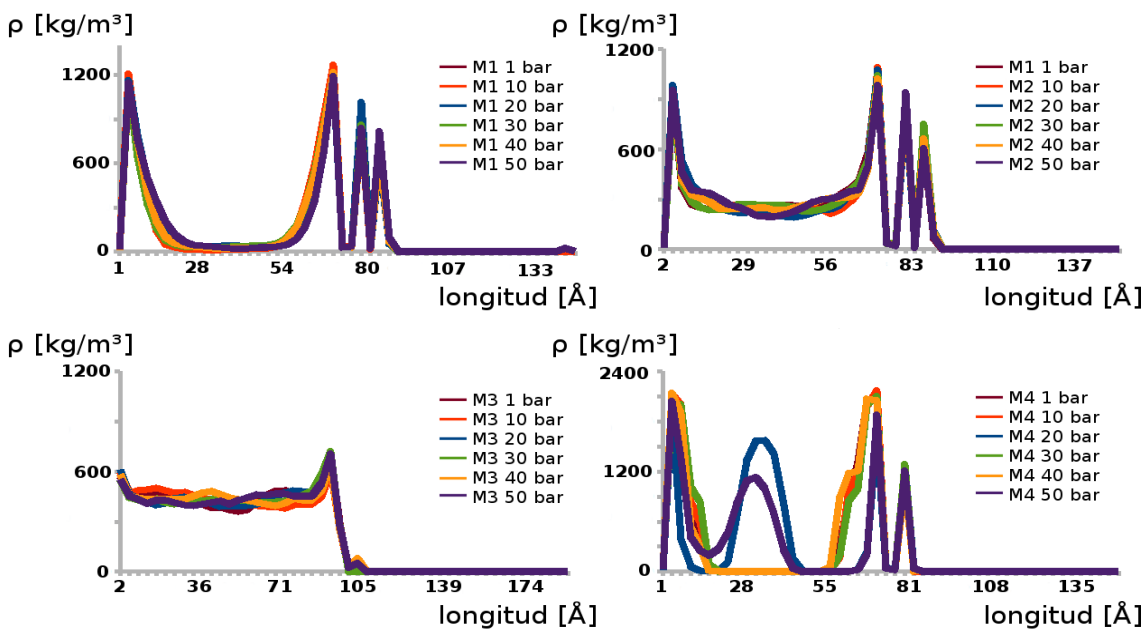 ρ [kg/m³]
1200
600
0
1 28 54 80 107 133
longitud [Å]
M1 1 bar
M1 10 bar
M1 20 bar
M1 30 bar
M1 40 bar
M1 50 bar
ρ [kg/m³]
1200
600
0
2 29 56 83 110 137
longitud [Å]
M1 1 bar
M2 10 bar
M2 20 bar
M2 30 bar
M2 40 bar
M2 50 bar
ρ [kg/m³]
1200
600
0
2 36 71 105 139 174
longitud [Å]
M3 1 bar
M3 10 bar
M3 20 bar
M3 30 bar
M3 40 bar
M3 50 bar
ρ [kg/m³]
2400
1200
0
1 28 55 81 108 135
longitud [Å]
M4 1 bar
M4 10 bar
M4 20 bar
M4 30 bar
M4 40 bar
M4 50 bar